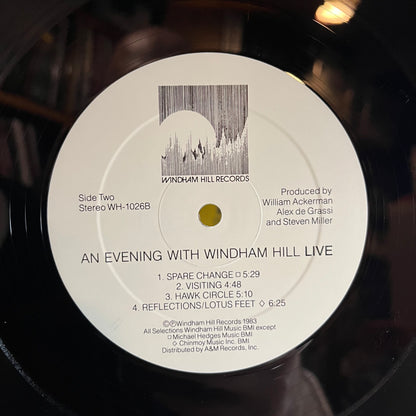 WINDHAM HILL RECORDS
Side Two
Stereo WH-1026B
Produced by
William Ackerman
Alex de Grassi
and Steven Miller
AN EVENING WITH WINDHAM HILL LIVE
1. SPARE CHANGE □ 5:29
2. VISITING 4:48
3. HAWK CIRCLE 5:10
4. REFLECTIONS/LOTUS FEET ◇ 6:25
©℗Windham Hill Records 1983
All Selections Windham Hill Music BMI except
□ Michael Hedges Music BMI
◇ Chinmoy Music Inc. BMI
Distributed by A&M Records, Inc.